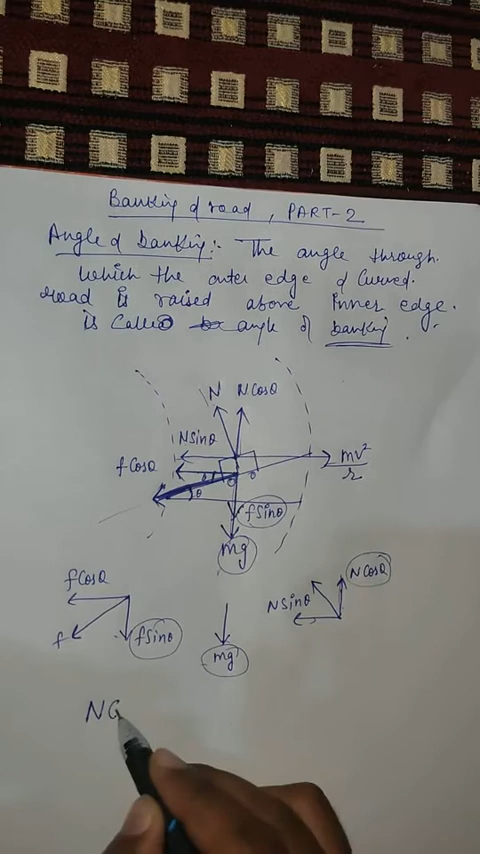 Banking of road, PART-2
Angle of banking:- The angle through
which the outer edge of curved
road is raised above inner edge.
is called angle of banking.
N NCosθ
NSinθ
mv²/r
fCosθ
θ θ
θ θ
fSinθ
mg
fCosθ
NCosθ
NSinθ
f fSinθ
mg
NC